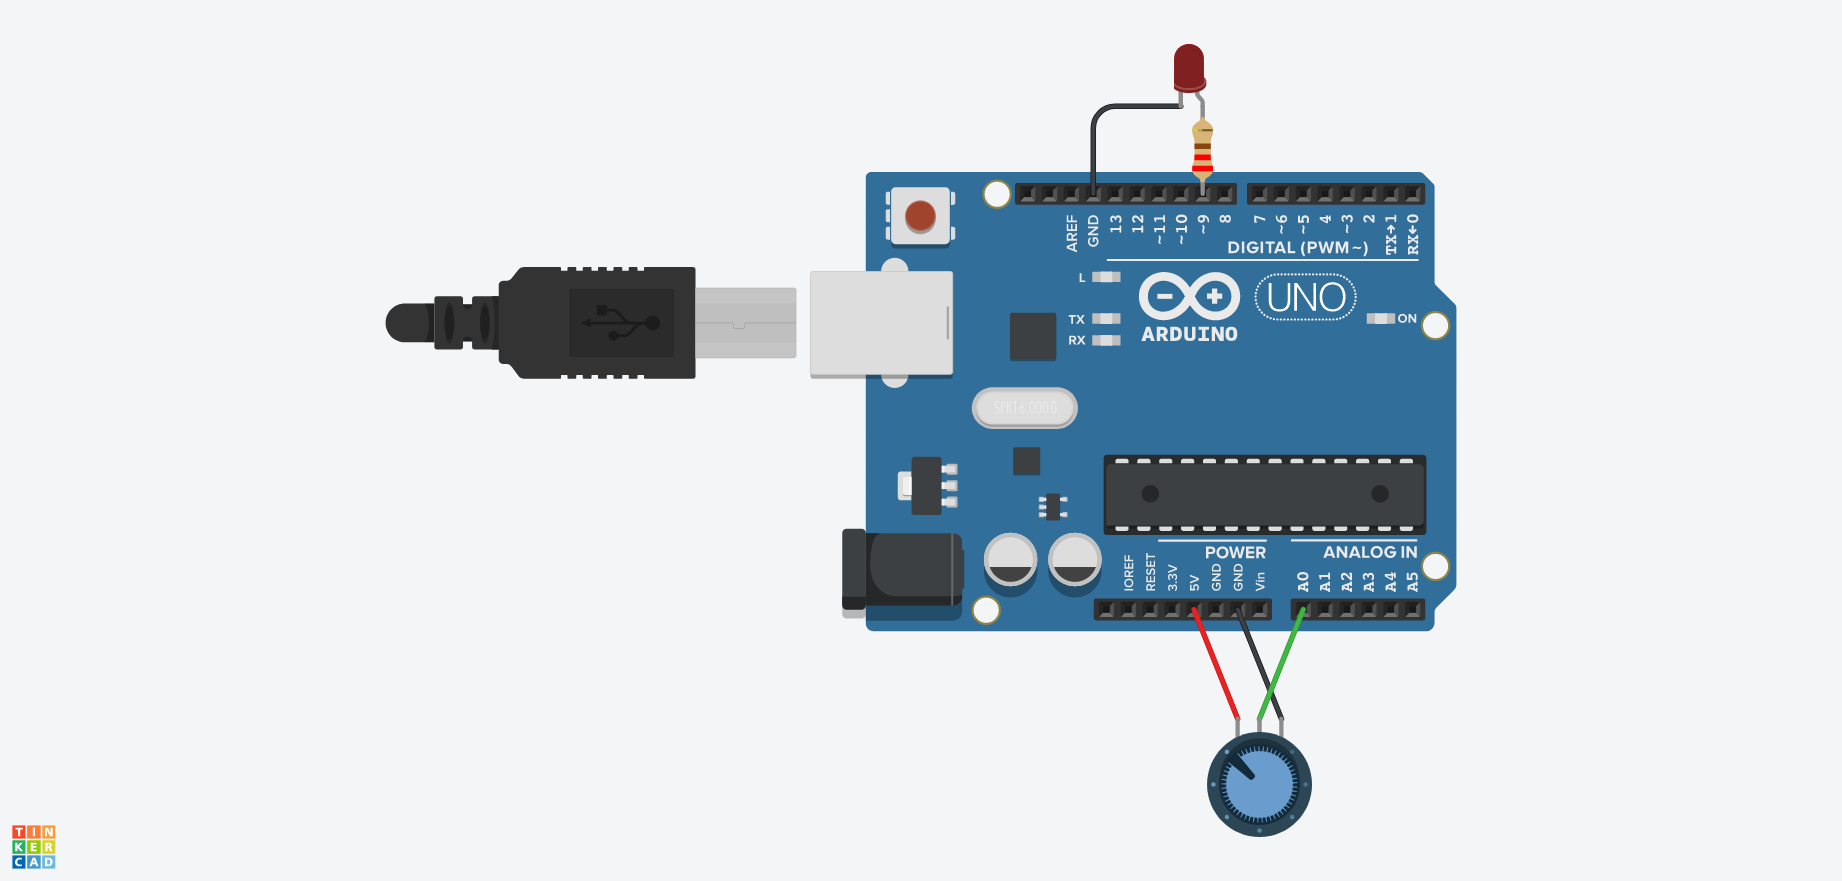 AREF
GND
13
12
~11
~10
~9
8
7
~6
~5
4
~3
2
TX→1
RX←0
DIGITAL (PWM~)
L
TX
RX
UNO
ARDUINO
ON
SPK16.000G
POWER
ANALOG IN
IOREF
RESET
3.3V
5V
GND
GND
Vin
A0
A1
A2
A3
A4
A5
TIN
KER
CAD